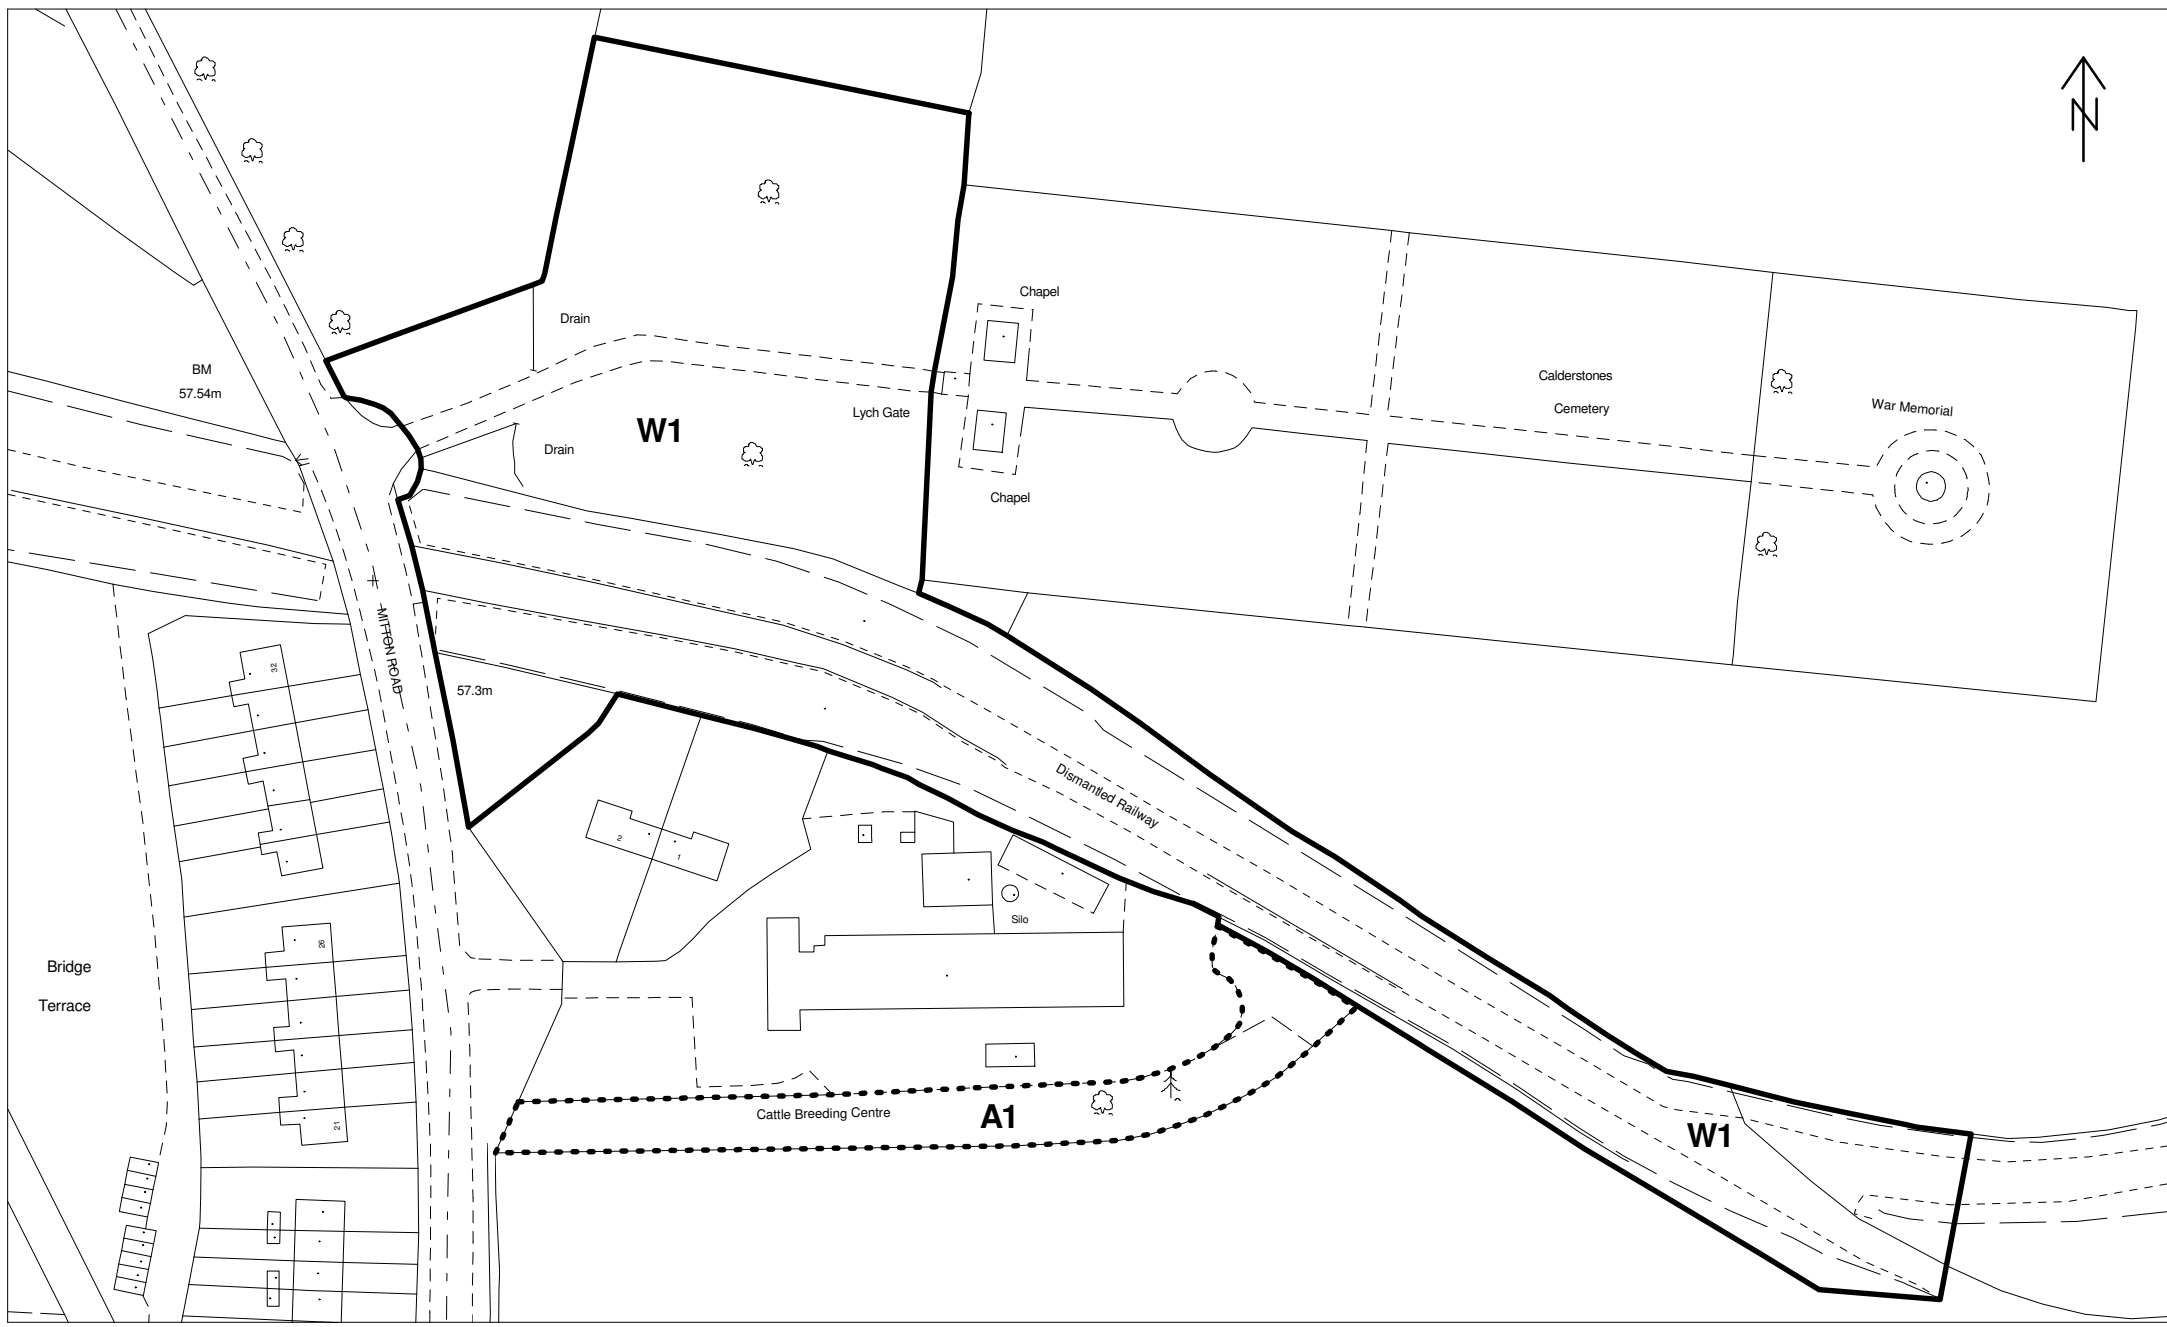 N
Chapel
Drain
BM
57.54m
Calderstones
Cemetery
War Memorial
Lych Gate
W1
Drain
Chapel
MITTON ROAD
32
57.3m
Dismantled Railway
2
1
Silo
26
Bridge
Terrace
Cattle Breeding Centre
A1
21
W1